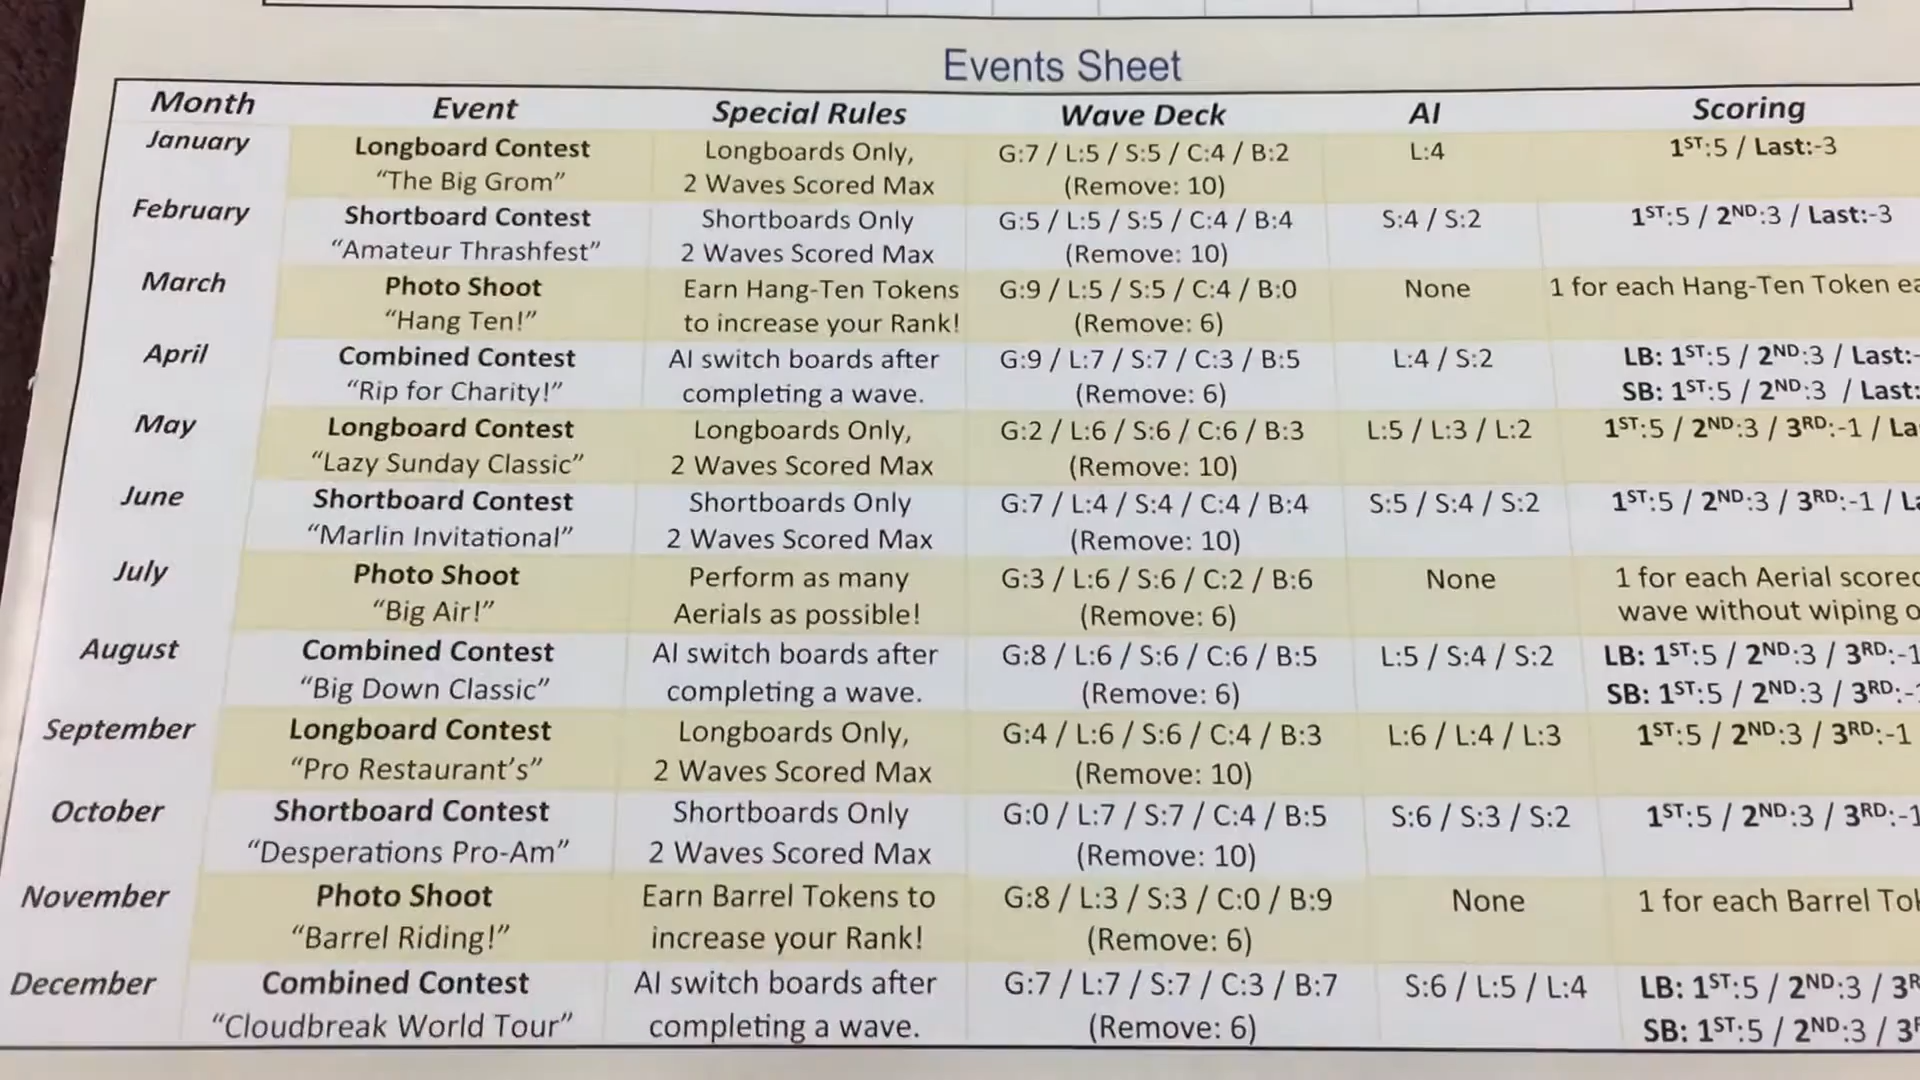 Events Sheet
Month Event Special Rules Wave Deck AI Scoring
January Longboard Contest Longboards Only, G:7 / L:5 / S:5 / C:4 / B:2 L:4 1ST:5 / Last:-3
"The Big Grom" 2 Waves Scored Max (Remove: 10)
February Shortboard Contest Shortboards Only G:5 / L:5 / S:5 / C:4 / B:4 S:4 / S:2 1ST:5 / 2ND:3 / Last:-3
"Amateur Thrashfest" 2 Waves Scored Max (Remove: 10)
March Photo Shoot Earn Hang-Ten Tokens G:9 / L:5 / S:5 / C:4 / B:0 None 1 for each Hang-Ten Token
"Hang Ten!" to increase your Rank! (Remove: 6)
April Combined Contest AI switch boards after G:9 / L:7 / S:7 / C:3 / B:5 L:4 / S:2 LB: 1ST:5 / 2ND:3 / Last:-
"Rip for Charity!" completing a wave. (Remove: 6) SB: 1ST:5 / 2ND:3 / Last:
May Longboard Contest Longboards Only, G:2 / L:6 / S:6 / C:6 / B:3 L:5 / L:3 / L:2 1ST:5 / 2ND:3 / 3RD:-1 / La
"Lazy Sunday Classic" 2 Waves Scored Max (Remove: 10)
June Shortboard Contest Shortboards Only G:7 / L:4 / S:4 / C:4 / B:4 S:5 / S:4 / S:2 1ST:5 / 2ND:3 / 3RD:-1 / L
"Marlin Invitational" 2 Waves Scored Max (Remove: 10)
July Photo Shoot Perform as many G:3 / L:6 / S:6 / C:2 / B:6 None 1 for each Aerial scored
"Big Air!" Aerials as possible! (Remove: 6) wave without wiping o
August Combined Contest AI switch boards after G:8 / L:6 / S:6 / C:6 / B:5 L:5 / S:4 / S:2 LB: 1ST:5 / 2ND:3 / 3RD:-1
"Big Down Classic" completing a wave. (Remove: 6) SB: 1ST:5 / 2ND:3 / 3RD:-
September Longboard Contest Longboards Only, G:4 / L:6 / S:6 / C:4 / B:3 L:6 / L:4 / L:3 1ST:5 / 2ND:3 / 3RD:-1
"Pro Restaurant's" 2 Waves Scored Max (Remove: 10)
October Shortboard Contest Shortboards Only G:0 / L:7 / S:7 / C:4 / B:5 S:6 / S:3 / S:2 1ST:5 / 2ND:3 / 3RD:-1
"Desperations Pro-Am" 2 Waves Scored Max (Remove: 10)
November Photo Shoot Earn Barrel Tokens to G:8 / L:3 / S:3 / C:0 / B:9 None 1 for each Barrel Tok
"Barrel Riding!" increase your Rank! (Remove: 6)
December Combined Contest AI switch boards after G:7 / L:7 / S:7 / C:3 / B:7 S:6 / L:5 / L:4 LB: 1ST:5 / 2ND:3 / 3R
"Cloudbreak World Tour" completing a wave. (Remove: 6) SB: 1ST:5 / 2ND:3 / 3